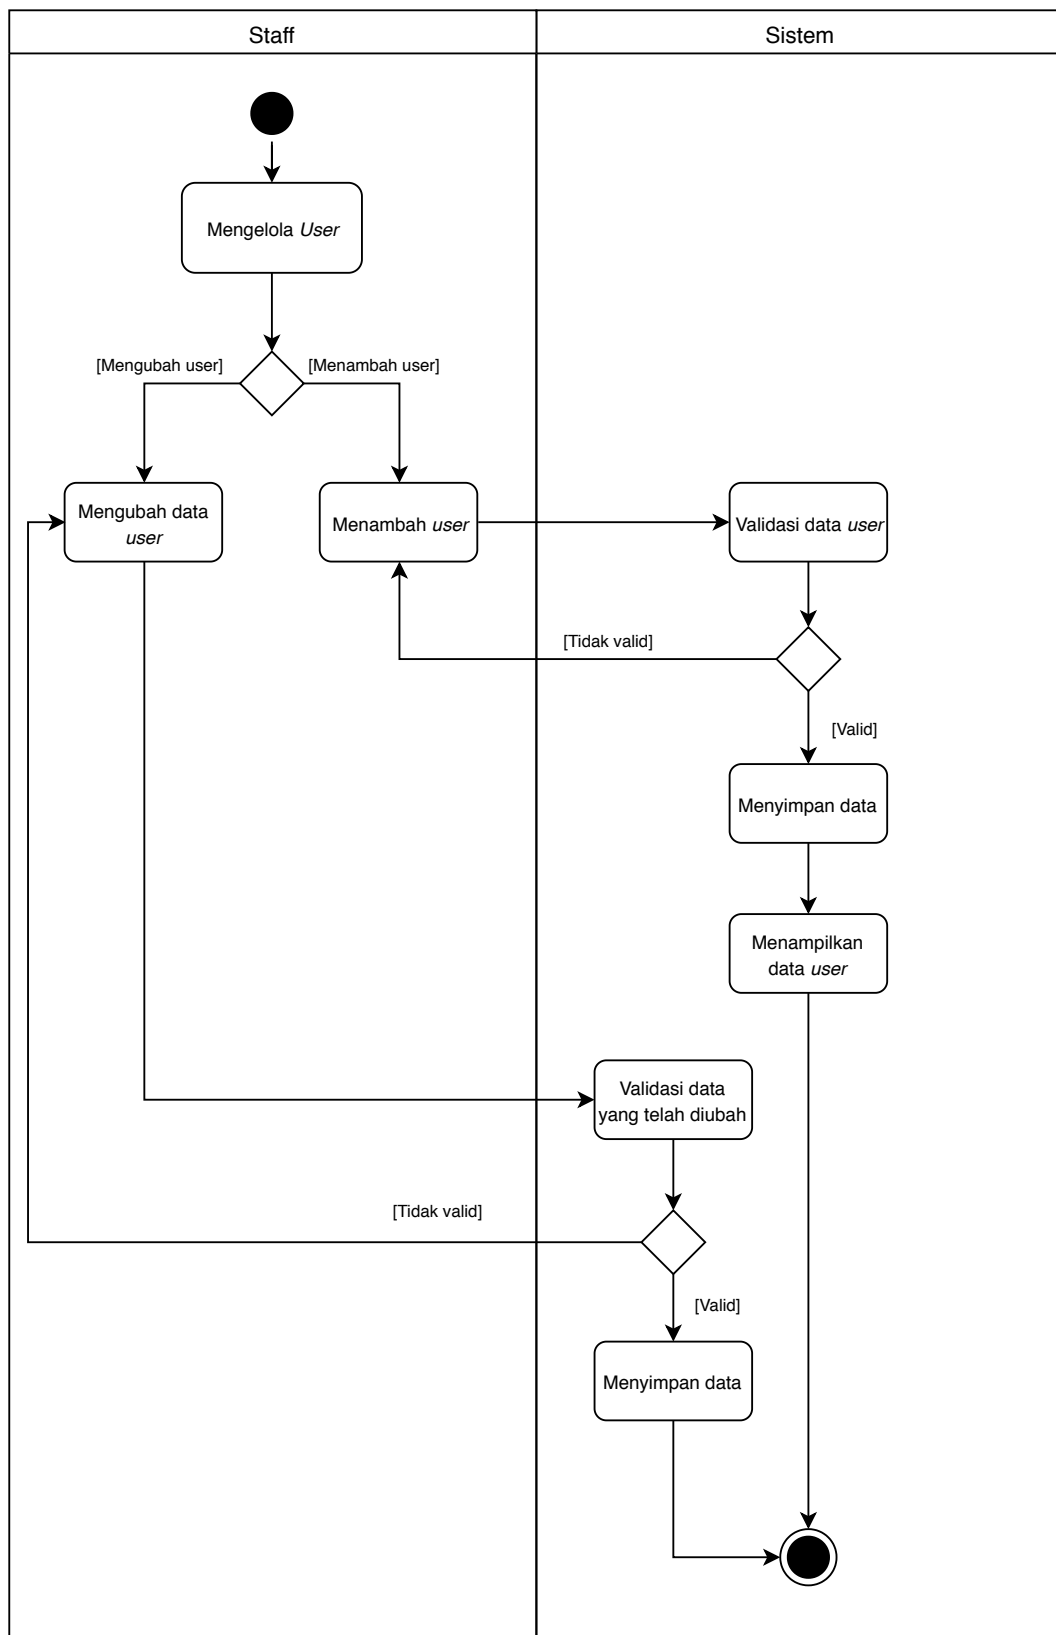 Staff
Sistem
Mengelola User
[Mengubah user]
[Menambah user]
Mengubah data
user
Menambah user
Validasi data user
[Tidak valid]
[Valid]
Menyimpan data
Menampilkan
data user
Validasi data
yang telah diubah
[Tidak valid]
[Valid]
Menyimpan data